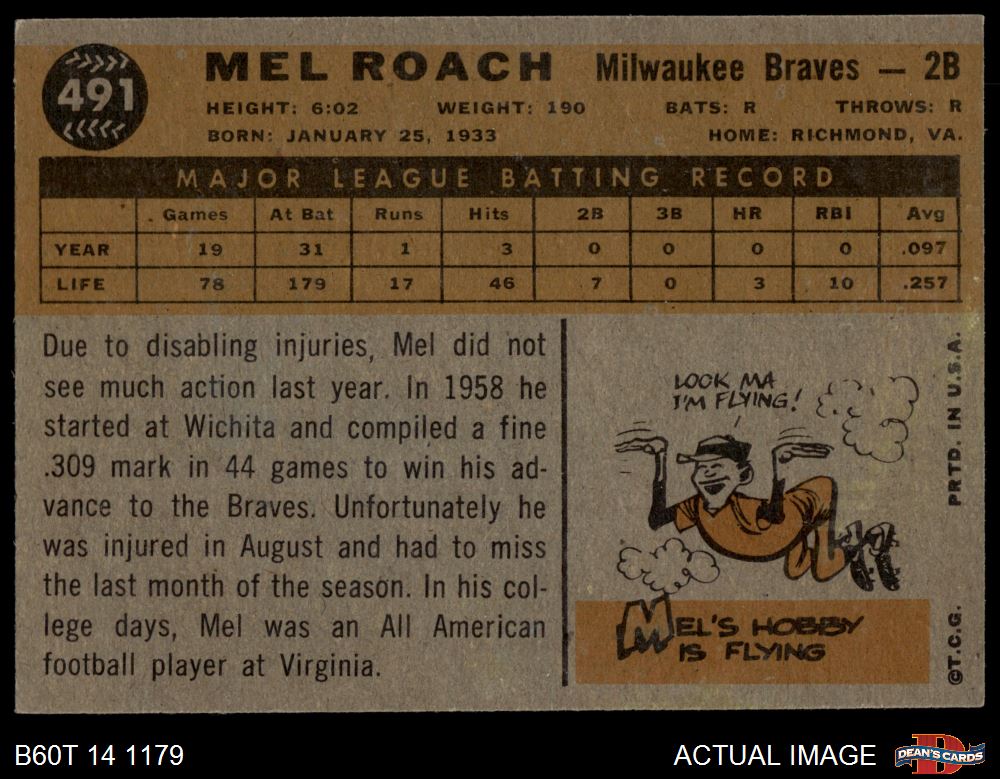 491
MEL ROACH Milwaukee Braves — 2B
HEIGHT: 6:02 WEIGHT: 190 BATS: R THROWS: R
BORN: JANUARY 25, 1933 HOME: RICHMOND, VA.
MAJOR LEAGUE BATTING RECORD
Games At Bat Runs Hits 2B 3B HR RBI Avg
YEAR 19 31 1 3 0 0 0 0 .097
LIFE 78 179 17 46 7 0 3 10 .257
Due to disabling injuries, Mel did not
see much action last year. In 1958 he
started at Wichita and compiled a fine
.309 mark in 44 games to win his ad-
vance to the Braves. Unfortunately he
was injured in August and had to miss
the last month of the season. In his col-
lege days, Mel was an All American
football player at Virginia.
LOOK MA
I'M FLYING!
MEL'S HOBBY
IS FLYING
©T.C.G. PRTD. IN U.S.A.
B60T 14 1179 ACTUAL IMAGE
DEAN'S CARDS